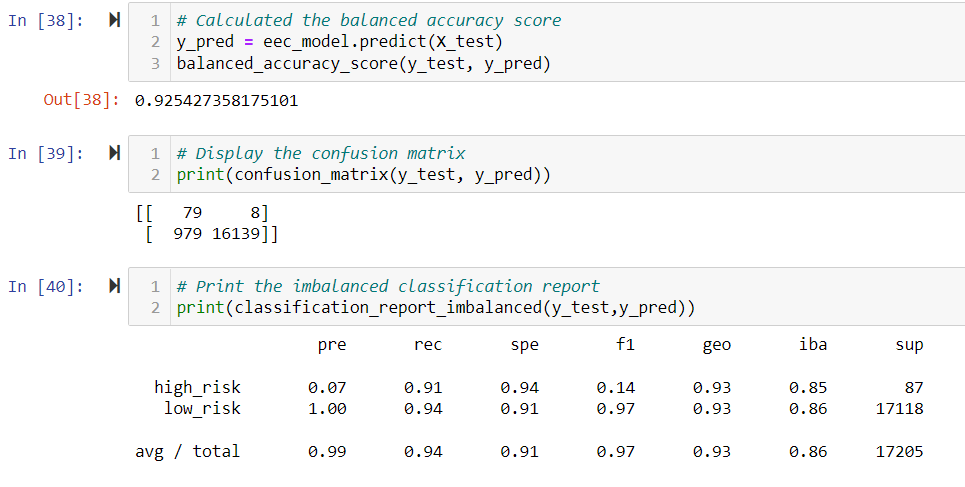 In [38]: 1 # Calculated the balanced accuracy score
2 y_pred = eec_model.predict(X_test)
3 balanced_accuracy_score(y_test, y_pred)
Out[38]: 0.925427358175101
In [39]: 1 # Display the confusion matrix
2 print(confusion_matrix(y_test, y_pred))
[[ 79 8]
[ 979 16139]]
In [40]: 1 # Print the imbalanced classification report
2 print(classification_report_imbalanced(y_test,y_pred))
pre rec spe f1 geo iba sup
high_risk 0.07 0.91 0.94 0.14 0.93 0.85 87
low_risk 1.00 0.94 0.91 0.97 0.93 0.86 17118
avg / total 0.99 0.94 0.91 0.97 0.93 0.86 17205